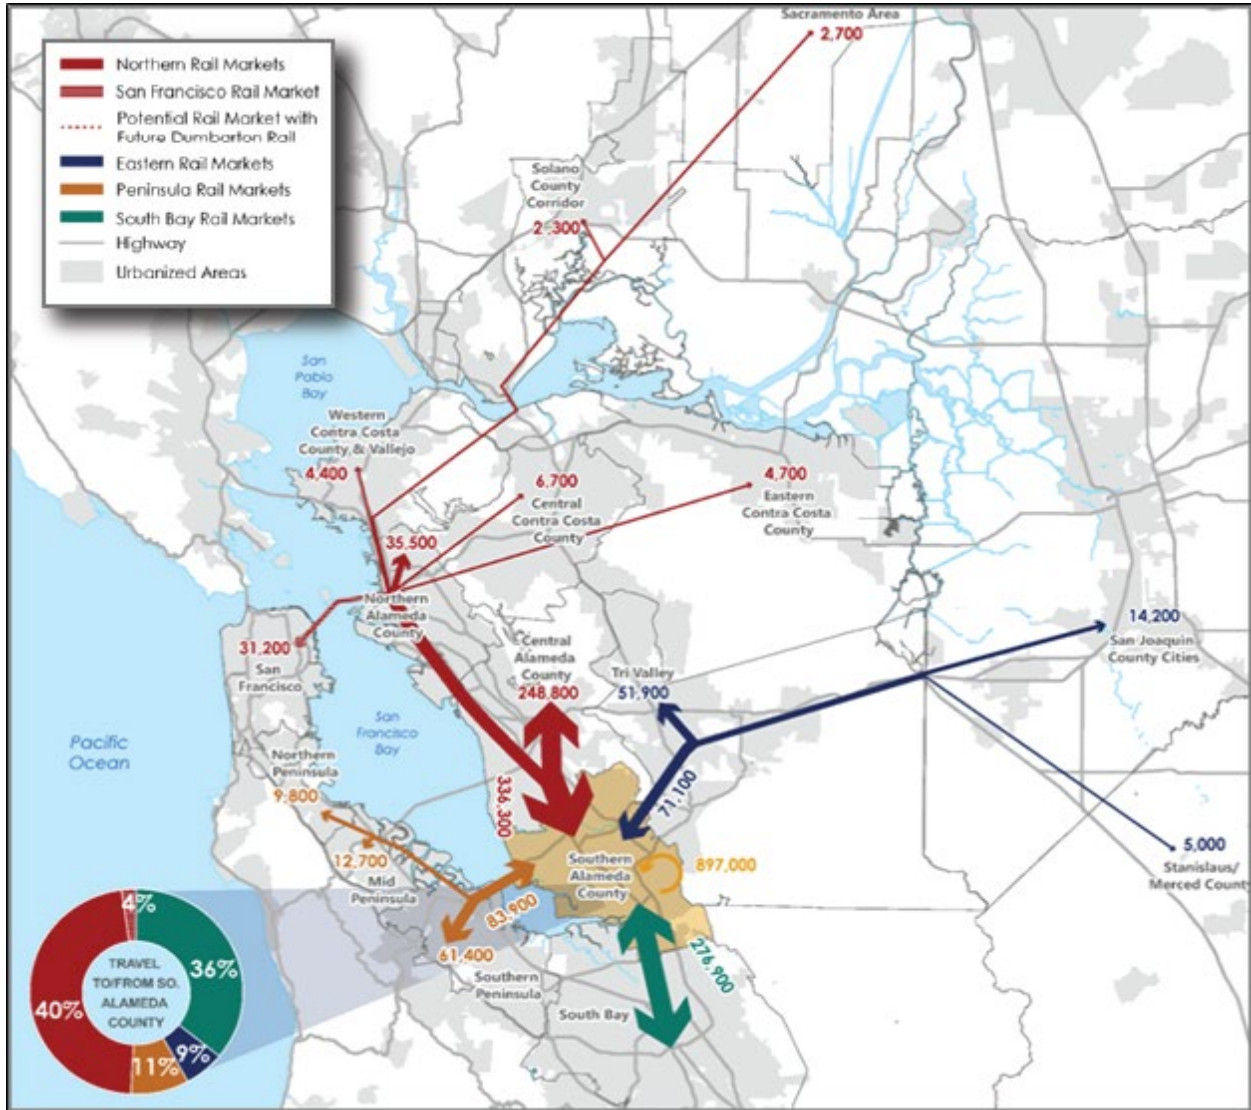 Sacramento Area
2,700
Northern Rail Markets
San Francisco Rail Market
Potential Rail Market with
Future Dumbarton Rail
Eastern Rail Markets
Peninsula Rail Markets
South Bay Rail Markets
Highway
Urbanized Areas
Solano
County
Corridor
2,300
San
Pablo
Bay
Western
Contra Costa
County & Vallejo
4,400
6,700
Central
Contra Costa
County
4,700
Eastern
Contra Costa
County
35,500
Northern
Alameda
County
31,200
San
Francisco
Central
Alameda
County
248,800
Tri Valley
51,900
14,200
San Joaquin
County Cities
San
Francisco
Bay
Pacific
Ocean
Northern
Peninsula
9,800
336,300
71,100
12,700
Mid
Peninsula
Southern
Alameda
County
897,000
5,000
Stanislaus/
Merced County
83,900
61,400
276,900
Southern
Peninsula
South Bay
4%
36%
40%
9%
11%
TRAVEL
TO/FROM SO.
ALAMEDA
COUNTY